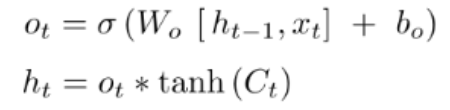 o_t = σ (W_o [h_{t−1}, x_t] + b_o)
h_t = o_t * tanh (C_t)